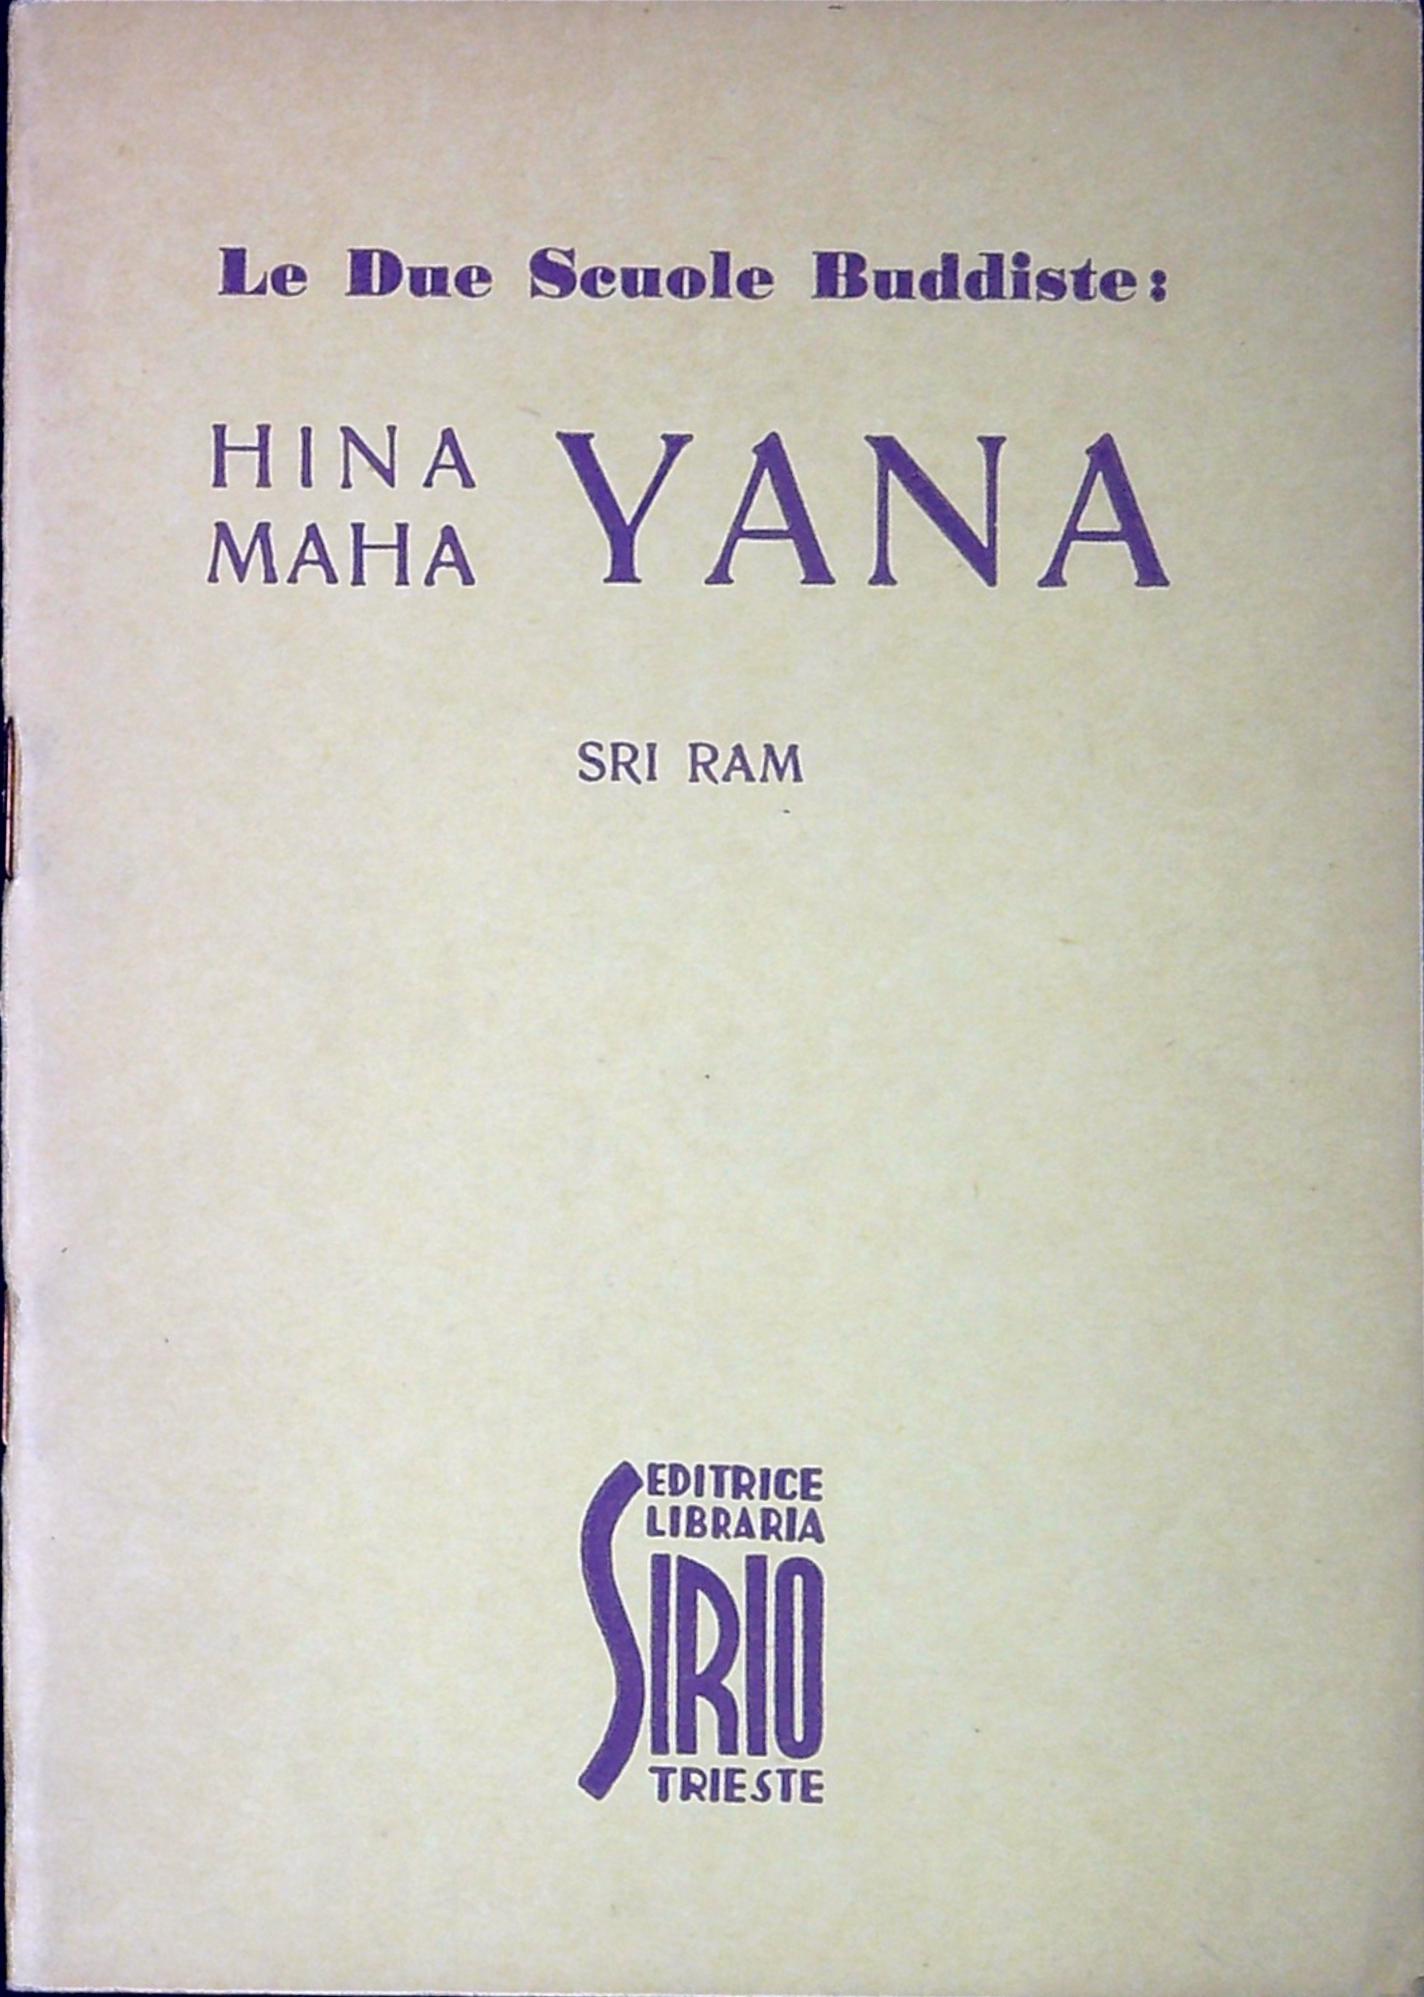 Le Due Scuole Buddiste:
HINA YANA
MAHA
SRI RAM
EDITRICE
LIBRARIA
SIRIO
TRIESTE